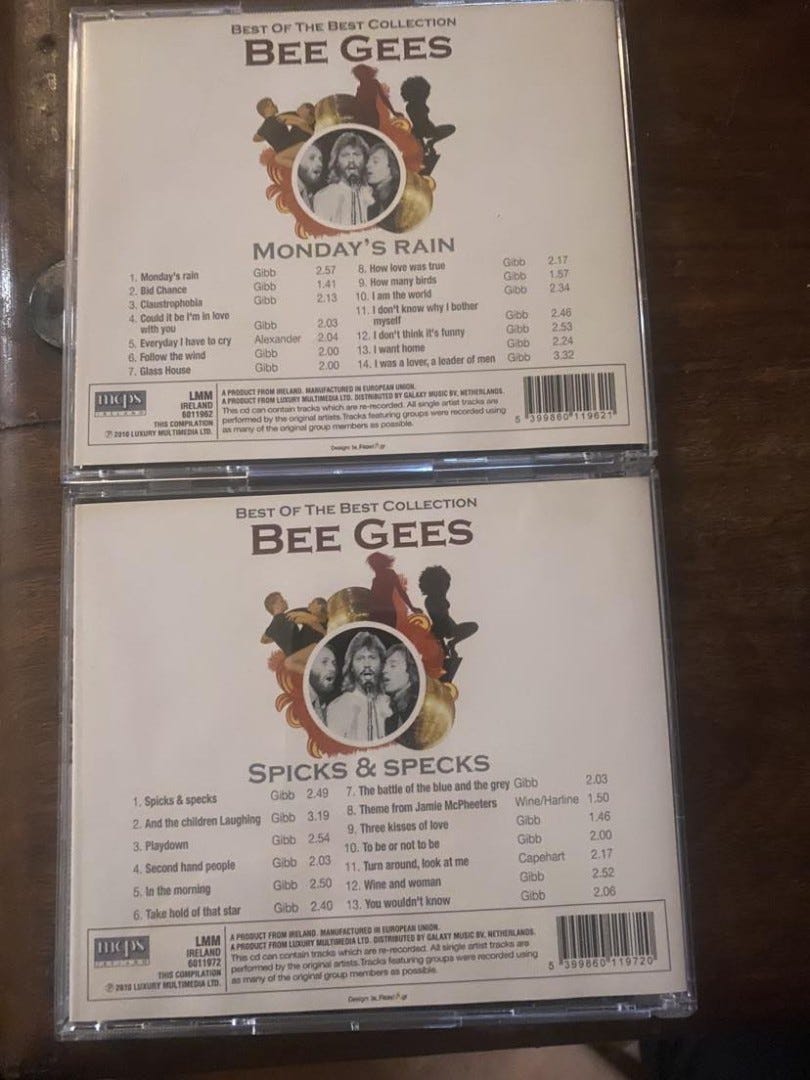 BEST OF THE BEST COLLECTION
BEE GEES
MONDAY'S RAIN
1. Monday's rain Gibb 2.57
2. Bid Chance Gibb 1.41
3. Claustrophobia Gibb 2.13
4. Could it be I'm in love
with you Gibb 2.03
5. Everyday I have to cry Alexander 2.04
6. Follow the wind Gibb 2.00
7. Glass House Gibb 2.00
8. How love was true Gibb 2.17
9. How many birds Gibb 1.57
10. I am the world Gibb 2.34
11. I don't know why I bother
myself Gibb 2.46
12. I don't think it's funny Gibb 2.53
13. I want home Gibb 2.24
14. I was a lover, a leader of men Gibb 3.32
mcps
IRELAND
LMM
IRELAND
6011962
THIS COMPILATION
℗ 2010 LUXURY MULTIMEDIA LTD.
A PRODUCT FROM IRELAND. MANUFACTURED IN EUROPEAN UNION.
A PRODUCT FROM LUXURY MULTIMEDIA LTD. DISTRIBUTED BY GALAXY MUSIC BV, NETHERLANDS.
This cd can contain tracks which are re-recorded. All single artist tracks are
performed by the original artists. Tracks featuring groups were recorded using
as many of the original group members as possible.
5 399860 119621
Design:
BEST OF THE BEST COLLECTION
BEE GEES
SPICKS & SPECKS
1. Spicks & specks Gibb 2.49
2. And the children Laughing Gibb 3.19
3. Playdown Gibb 2.54
4. Second hand people Gibb 2.03
5. In the morning Gibb 2.50
6. Take hold of that star Gibb 2.40
7. The battle of the blue and the grey Gibb 2.03
8. Theme from Jamie McPheeters Wine/Harline 1.50
9. Three kisses of love Gibb 1.46
10. To be or not to be Gibb 2.00
11. Turn around, look at me Capehart 2.17
12. Wine and woman Gibb 2.52
13. You wouldn't know Gibb 2.06
mcps
IRELAND
LMM
IRELAND
6011972
THIS COMPILATION
℗ 2010 LUXURY MULTIMEDIA LTD.
A PRODUCT FROM IRELAND. MANUFACTURED IN EUROPEAN UNION.
A PRODUCT FROM LUXURY MULTIMEDIA LTD. DISTRIBUTED BY GALAXY MUSIC BV, NETHERLANDS.
This cd can contain tracks which are re-recorded. All single artist tracks are
performed by the original artists. Tracks featuring groups were recorded using
as many of the original group members as possible.
5 399860 119720
Design: